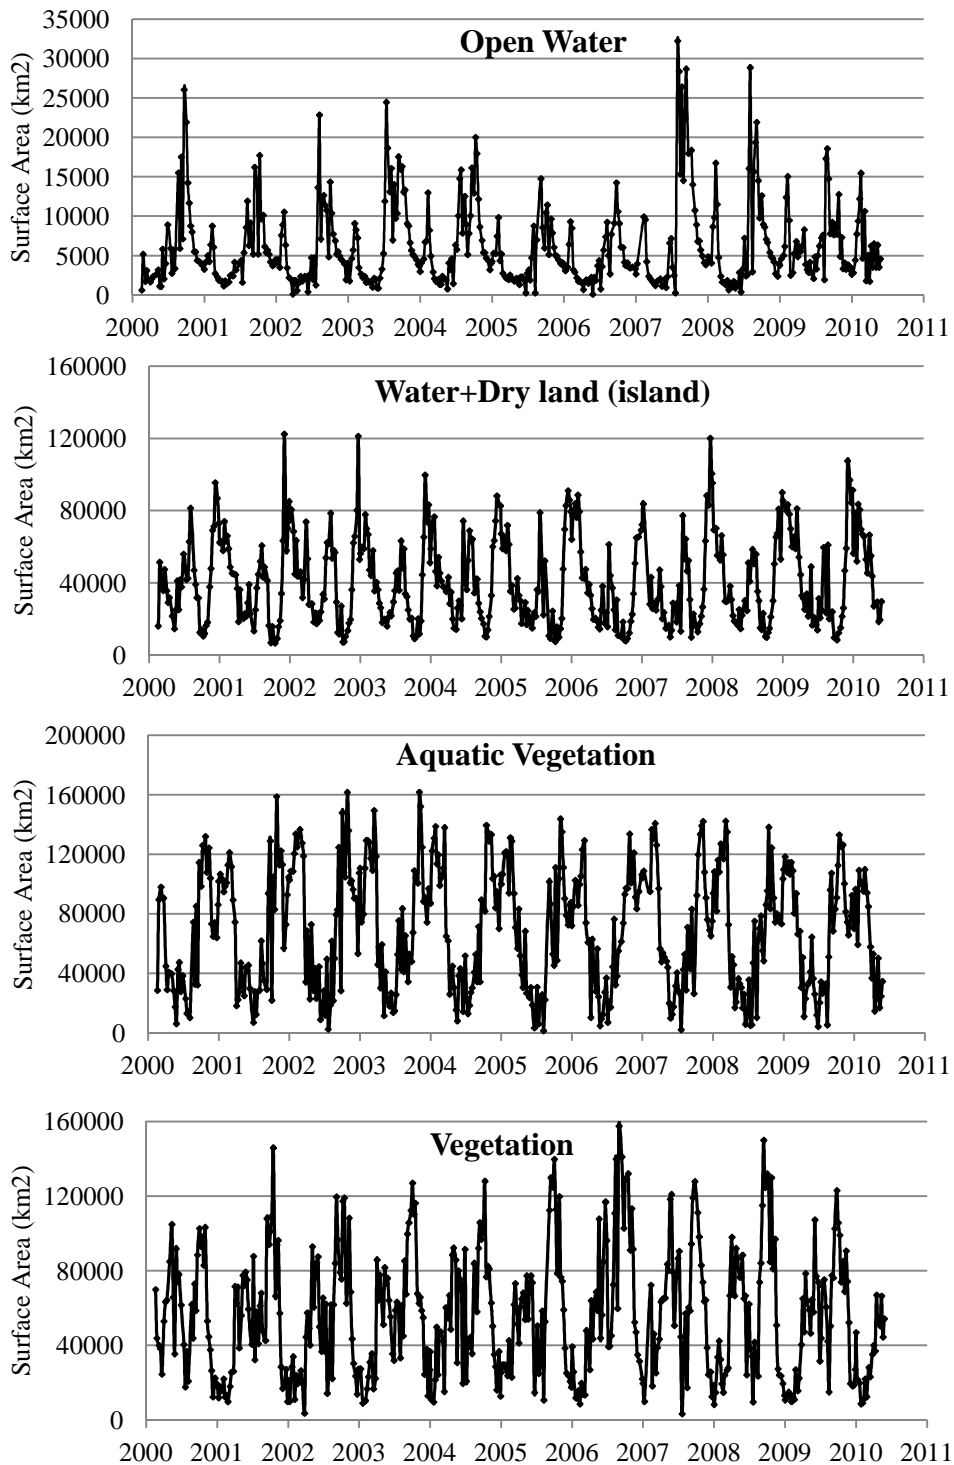 Open Water
Surface Area (km2)
35000
30000
25000
20000
15000
10000
5000
0
2000 2001 2002 2003 2004 2005 2006 2007 2008 2009 2010 2011
Water+Dry land (island)
Surface Area (km2)
160000
120000
80000
40000
0
2000 2001 2002 2003 2004 2005 2006 2007 2008 2009 2010 2011
Aquatic Vegetation
Surface Area (km2)
200000
160000
120000
80000
40000
0
2000 2001 2002 2003 2004 2005 2006 2007 2008 2009 2010 2011
Vegetation
Surface Area (km2)
160000
120000
80000
40000
0
2000 2001 2002 2003 2004 2005 2006 2007 2008 2009 2010 2011